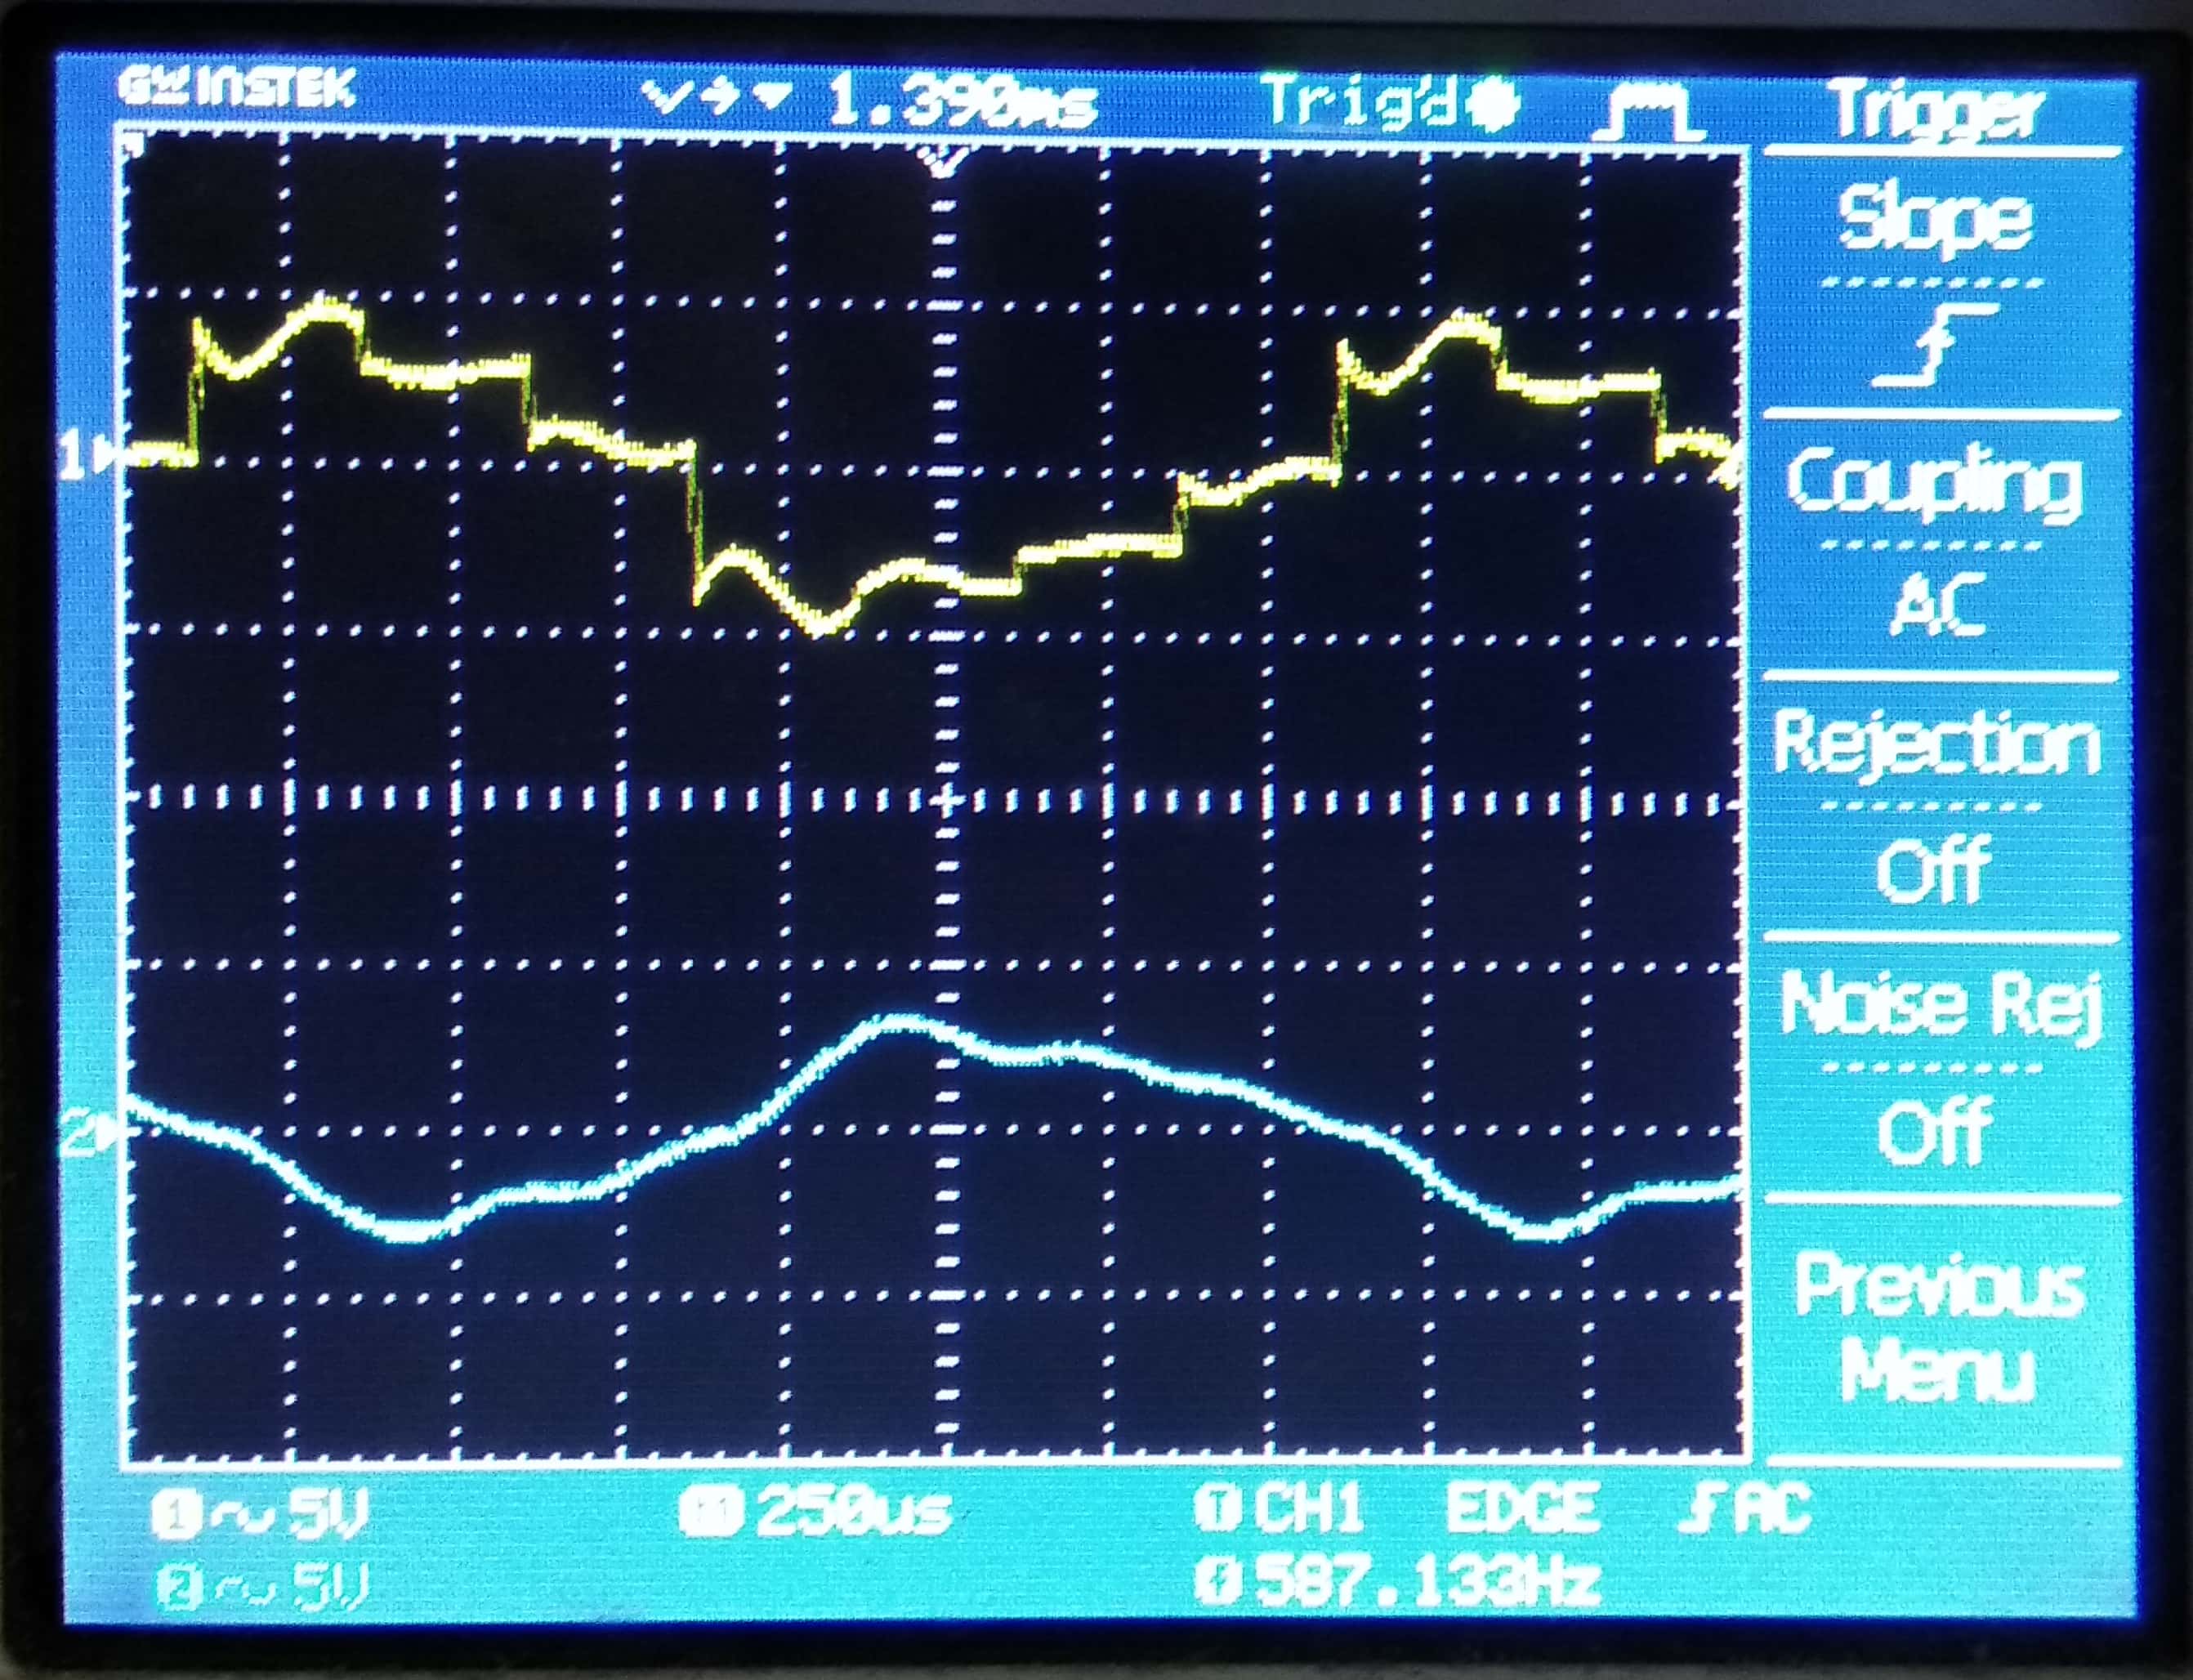 GW INSTEK 1.390ms Trig'd Trigger
Slope
Coupling
AC
Rejection
Off
Noise Rej
Off
Previous
Menu
1
2
1 5V 250us T CH1 EDGE AC
2 5V 587.133Hz